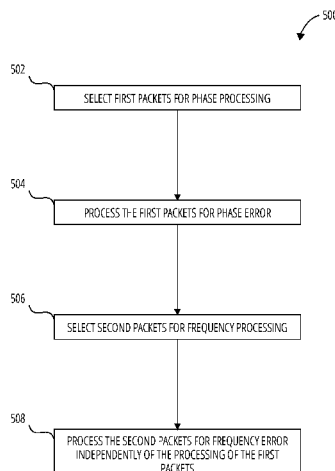 500
502
SELECT FIRST PACKETS FOR PHASE PROCESSING
504
PROCESS THE FIRST PACKETS FOR PHASE ERROR
506
SELECT SECOND PACKETS FOR FREQUENCY PROCESSING
508
PROCESS THE SECOND PACKETS FOR FREQUENCY ERROR
INDEPENDENTLY OF THE PROCESSING OF THE FIRST
PACKETS